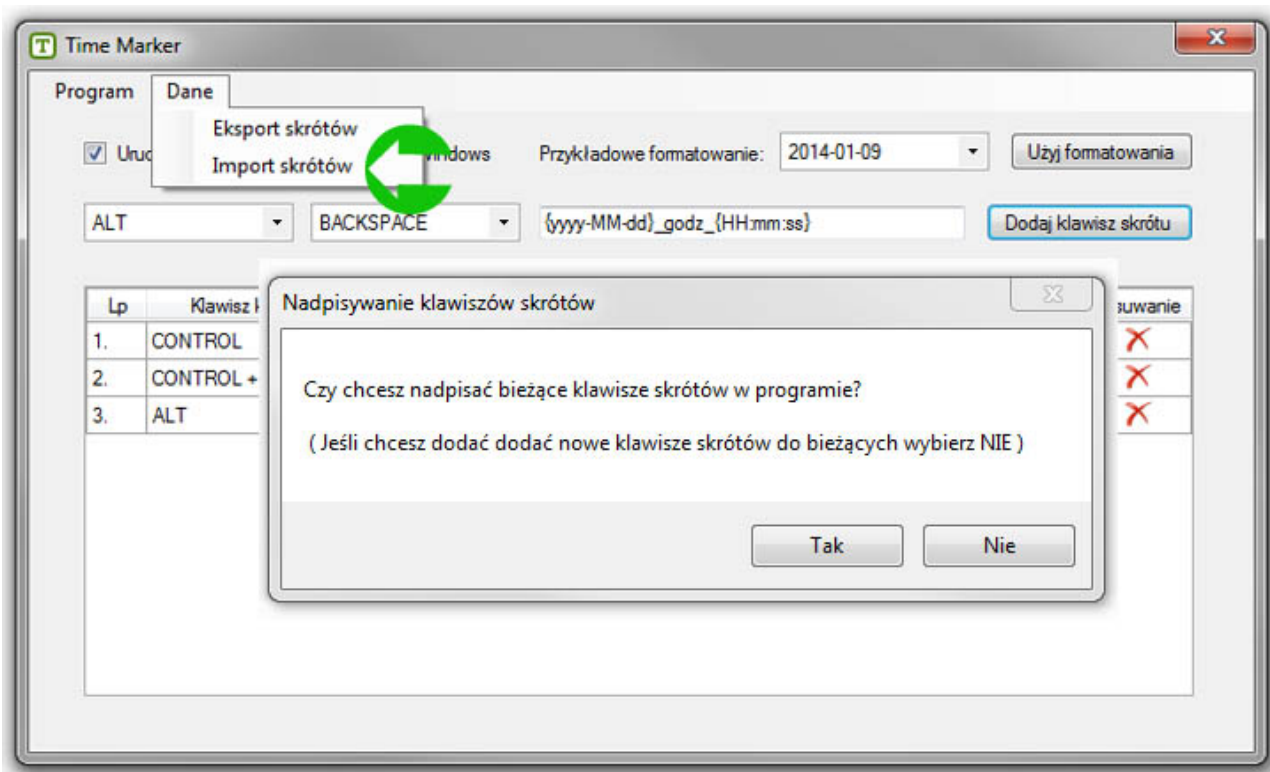 T Time Marker
Program Dane
Eksport skrótów
Import skrótów
Przykładowe formatowanie: 2014-01-09 Użyj formatowania
ALT BACKSPACE {yyyy-MM-dd}_godz_{HH:mm:ss} Dodaj klawisz skrótu
Lp Klawisz
1. CONTROL
2. CONTROL +
3. ALT
Nadpisywanie klawiszów skrótów
Czy chcesz nadpisać bieżące klawisze skrótów w programie?
( Jeśli chcesz dodać dodać nowe klawisze skrótów do bieżących wybierz NIE )
Tak Nie